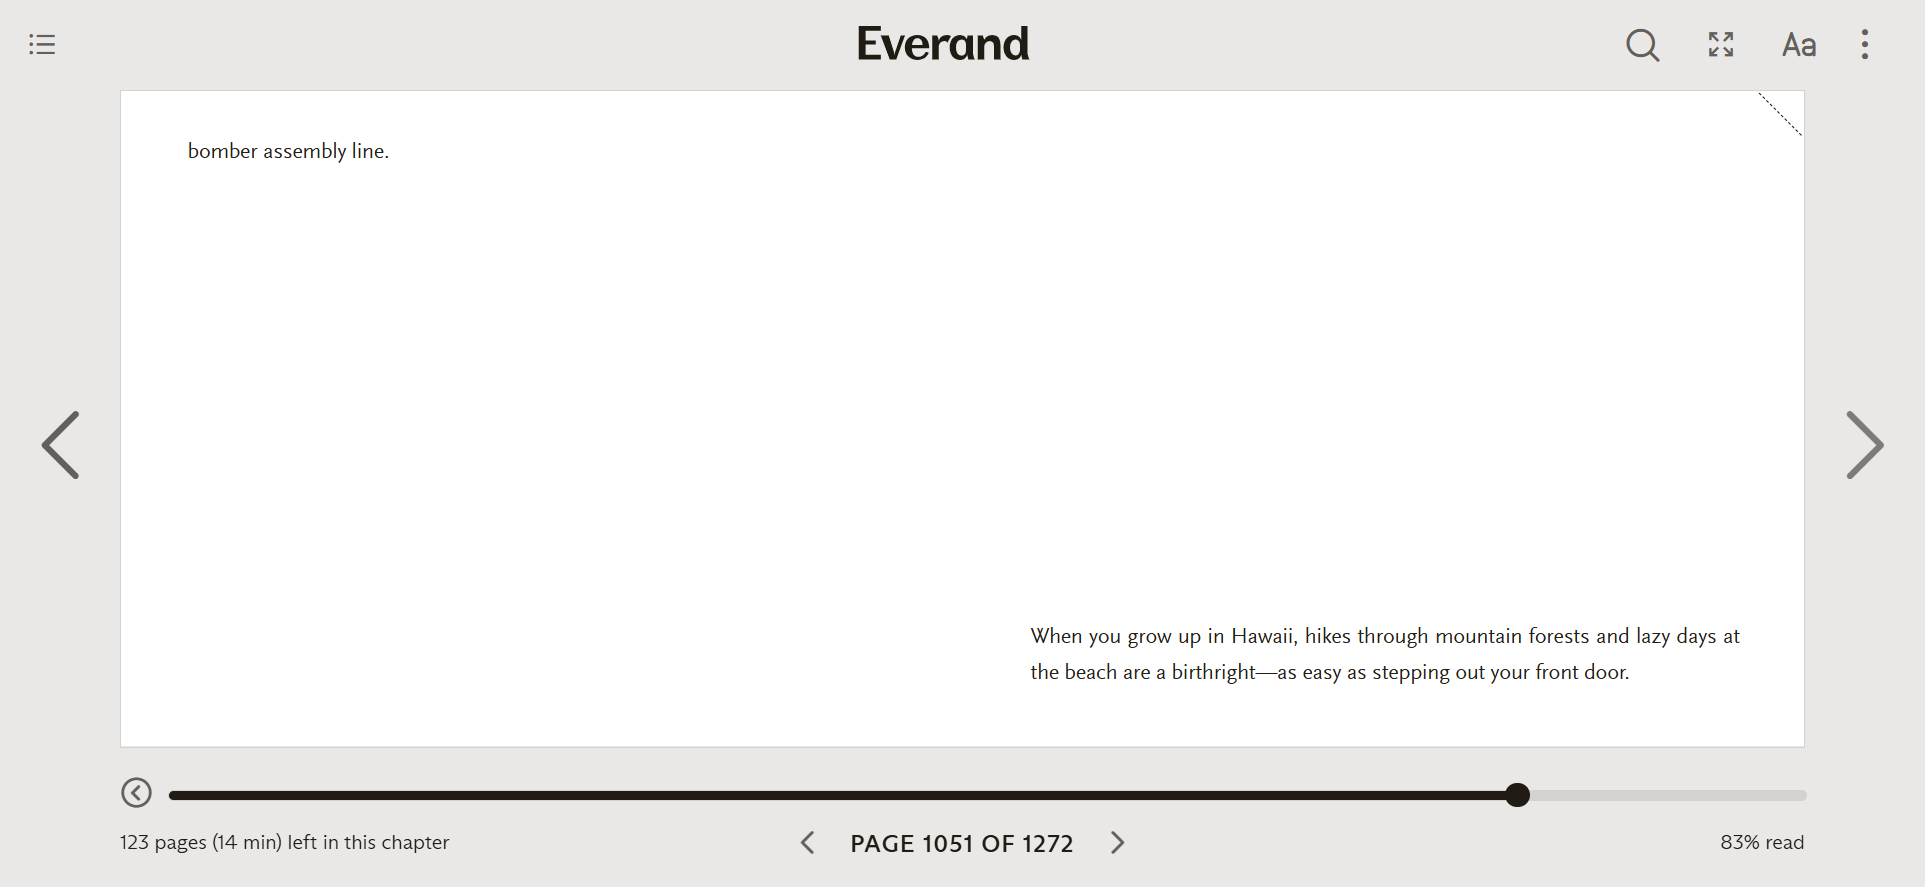 Everand
Aa
bomber assembly line.
When you grow up in Hawaii, hikes through mountain forests and lazy days at
the beach are a birthright—as easy as stepping out your front door.
123 pages (14 min) left in this chapter
PAGE 1051 OF 1272
83% read